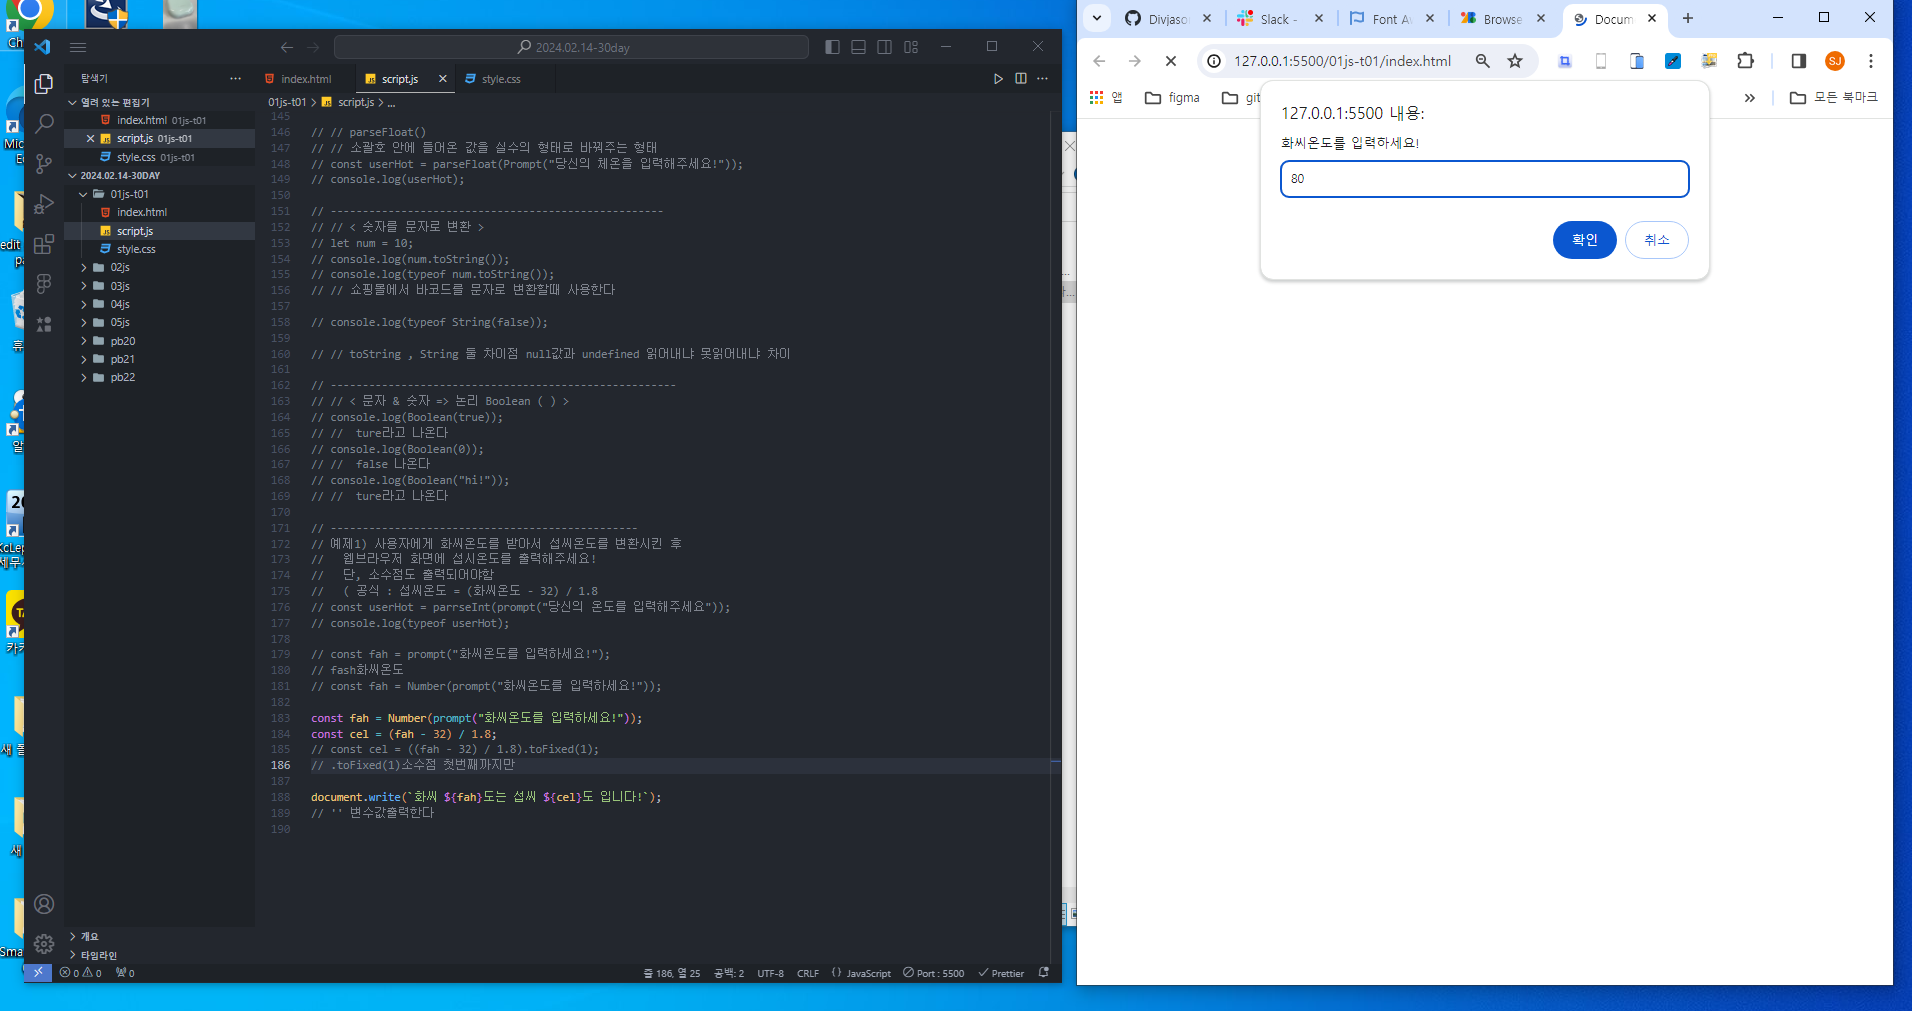 Ch
Mic
E
edit
pa
휴
알
20
KcLep
세무사
TA
카카
새 폴
새
Sma
2024.02.14-30day
탐색기
index.html
script.js
style.css
01js-t01 > script.js > ...
열려 있는 편집기
index.html 01js-t01
script.js 01js-t01
style.css 01js-t01
2024.02.14-30DAY
01js-t01
index.html
script.js
style.css
02js
03js
04js
05js
pb20
pb21
pb22
개요
타임라인
145
146 // // parseFloat()
147 // // 소괄호 안에 들어온 값을 실수의 형태로 바꿔주는 형태
148 // const userHot = parseFloat(Prompt("당신의 체온을 입력해주세요!"));
149 // console.log(userHot);
150
151 // ----------------------------------------------------
152 // // < 숫자를 문자로 변환 >
153 // let num = 10;
154 // console.log(num.toString());
155 // console.log(typeof num.toString());
156 // // 쇼핑몰에서 바코드를 문자로 변환할때 사용한다
157
158 // console.log(typeof String(false));
159
160 // // toString , String 둘 차이점 null값과 undefined 읽어내냐 못읽어내냐 차이
161
162 // ------------------------------------------------------
163 // // < 문자 & 숫자 => 논리 Boolean ( ) >
164 // console.log(Boolean(true));
165 // //  ture라고 나온다
166 // console.log(Boolean(0));
167 // //  false 나온다
168 // console.log(Boolean("hi!"));
169 // //  ture라고 나온다
170
171 // ------------------------------------------------
172 // 예제1) 사용자에게 화씨온도를 받아서 섭씨온도를 변환시킨 후
173 //   웹브라우저 화면에 섭시온도를 출력해주세요!
174 //   단, 소수점도 출력되어야함
175 //   ( 공식 : 섭씨온도 = (화씨온도 - 32) / 1.8
176 // const userHot = parrseInt(prompt("당신의 온도를 입력해주세요"));
177 // console.log(typeof userHot);
178
179 // const fah = prompt("화씨온도를 입력하세요!");
180 // fash화씨온도
181 // const fah = Number(prompt("화씨온도를 입력하세요!"));
182
183 const fah = Number(prompt("화씨온도를 입력하세요!"));
184 const cel = (fah - 32) / 1.8;
185 // const cel = ((fah - 32) / 1.8).toFixed(1);
186 // .toFixed(1)소수점 첫번째까지만
187
188 document.write(`화씨 ${fah}도는 섭씨 ${cel}도 입니다!`);
189 // '' 변수값출력한다
190
0 0 0
줄 186, 열 25 공백: 2 UTF-8 CRLF {} JavaScript Port : 5500 Prettier
Divjaso
Slack -
Font A
Browse
Docum
127.0.0.1:5500/01js-t01/index.html
SJ
앱
figma
git
모든 북마크
127.0.0.1:5500 내용:
화씨온도를 입력하세요!
80
확인
취소